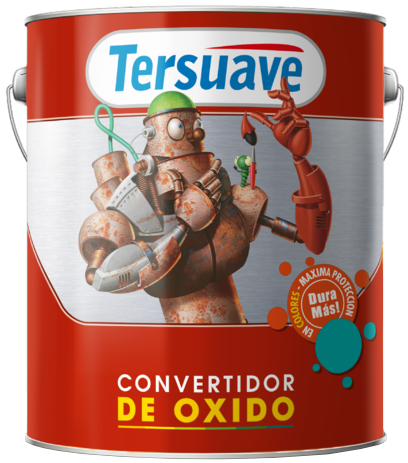 Tersuave
EN COLORES - MAXIMA PROTECCION
Dura
Más!
CONVERTIDOR
DE OXIDO